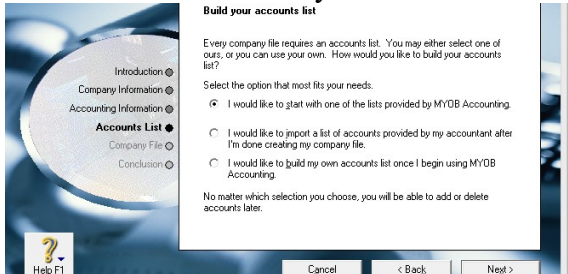 Build your accounts list
Every company file requires an accounts list. You may either select one of
ours, or you can use your own. How would you like to build your accounts
list?
Select the option that most fits your needs.
I would like to start with one of the lists provided by MYOB Accounting.
I would like to import a list of accounts provided by my accountant after
I'm done creating my company file.
I would like to build my own accounts list once I begin using MYOB
Accounting.
No matter which selection you choose, you will be able to add or delete
accounts later.
Introduction
Company Information
Accounting Information
Accounts List
Company File
Conclusion
Help F1
Cancel
< Back
Next >